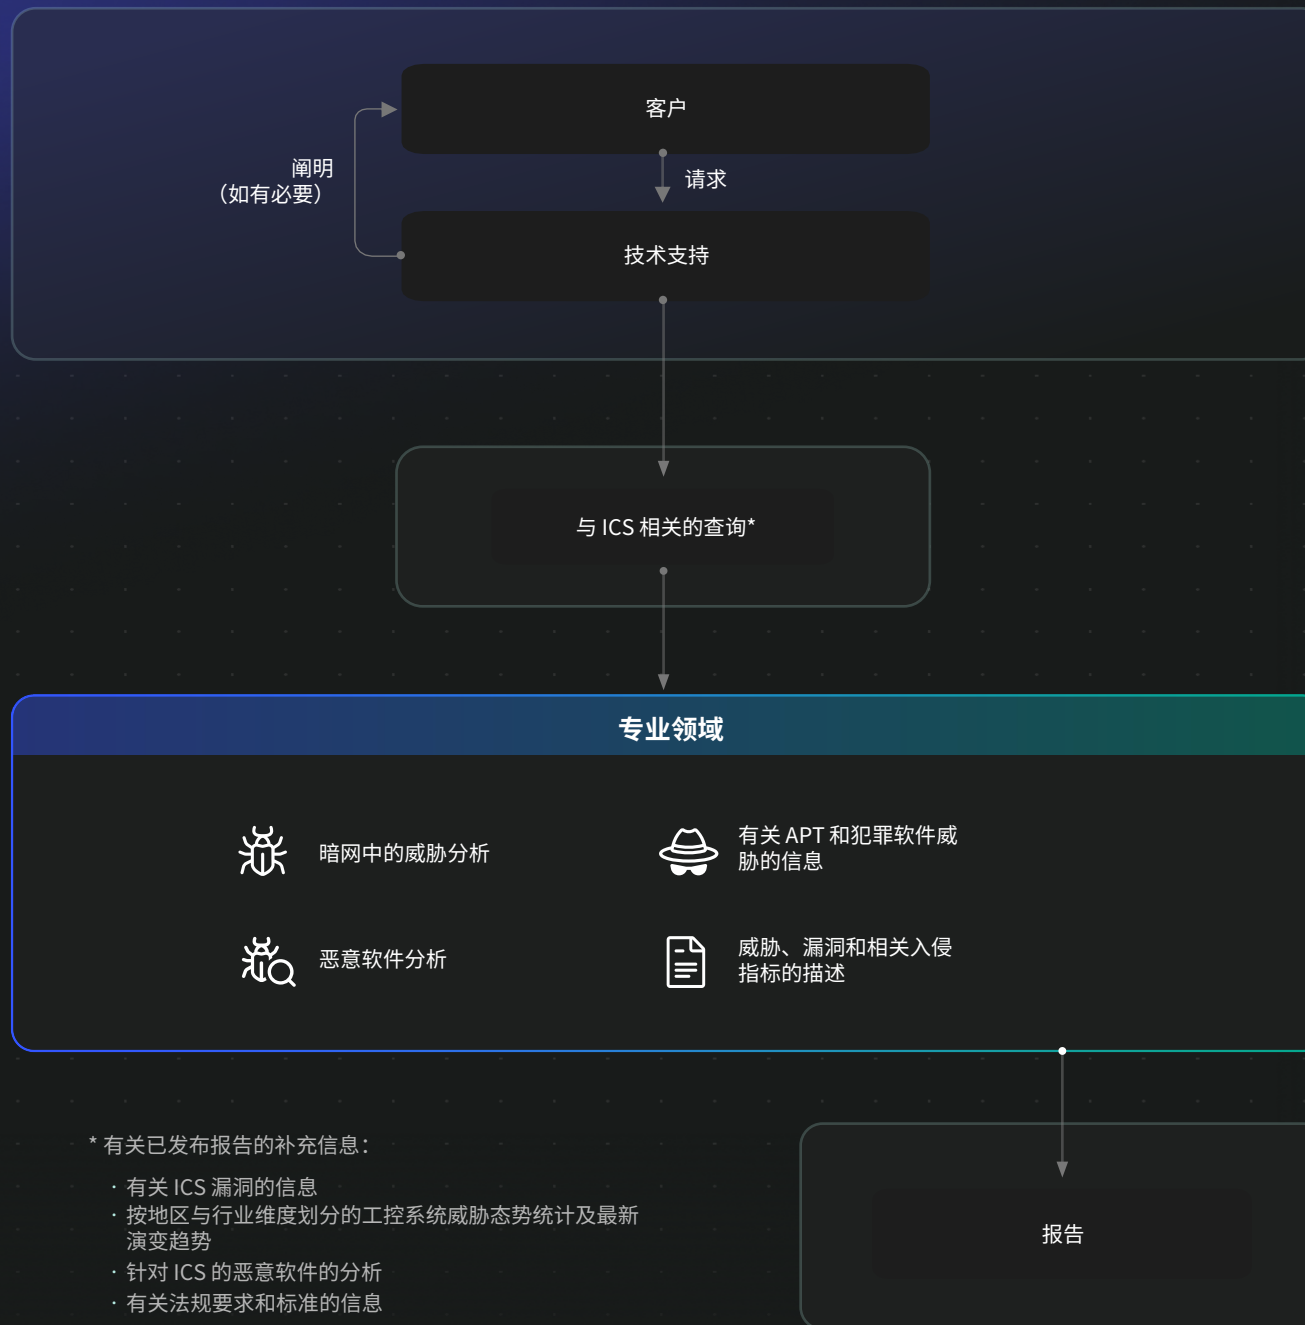 客户
阐明
（如有必要）
请求
技术支持
与 ICS 相关的查询*
专业领域
暗网中的威胁分析
有关 APT 和犯罪软件威
胁的信息
恶意软件分析
威胁、漏洞和相关入侵
指标的描述
* 有关已发布报告的补充信息：
· 有关 ICS 漏洞的信息
· 按地区与行业维度划分的工控系统威胁态势统计及最新
演变趋势
· 针对 ICS 的恶意软件的分析
· 有关法规要求和标准的信息
报告